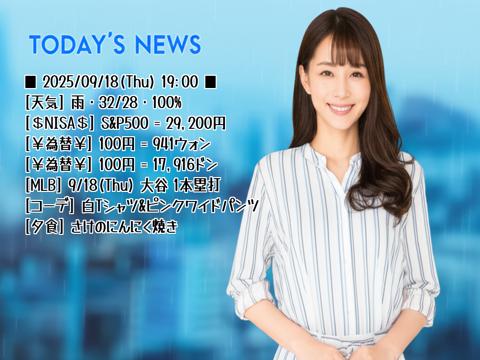 TODAY'S NEWS
■ 2025/09/18(Thu) 19:00 ■
[天気] 雨・32/28・100%
[$NISA$] S&P500 = 29,200円
[¥為替¥] 100円 = 941ウォン
[¥為替¥] 100円 = 17,916ドン
[MLB] 9/18(Thu) 大谷 1本塁打
[コーデ] 白Tシャツ&ピンクワイドパンツ
[夕食] さけのにんにく焼き